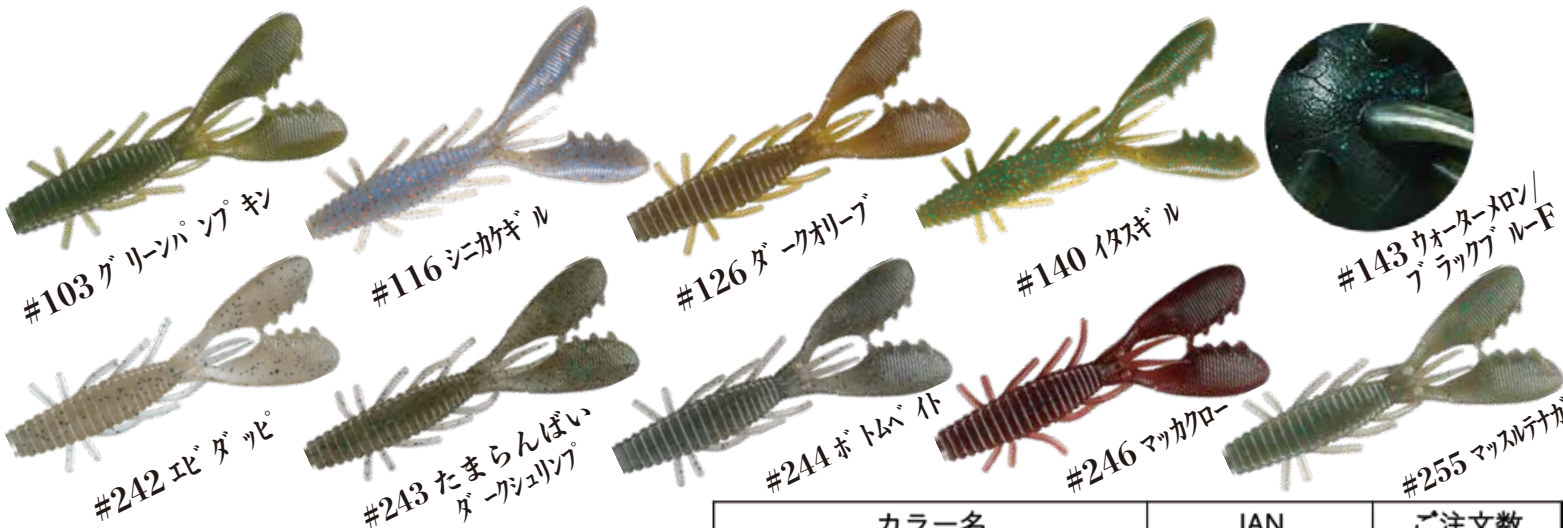 #103 グリーンパンプキン
#116 シニカケギル
#126 ダークオリーブ
#140 イタスギル
#143 ウォーターメロン/
ブラックブルーF
#242 エビダッピ
#243 たまらんばい
ダークシュリンプ
#244 ボトムベイト
#246 マッカクロー
#255 マッスルテナガ
カラー名 JAN ご注文数